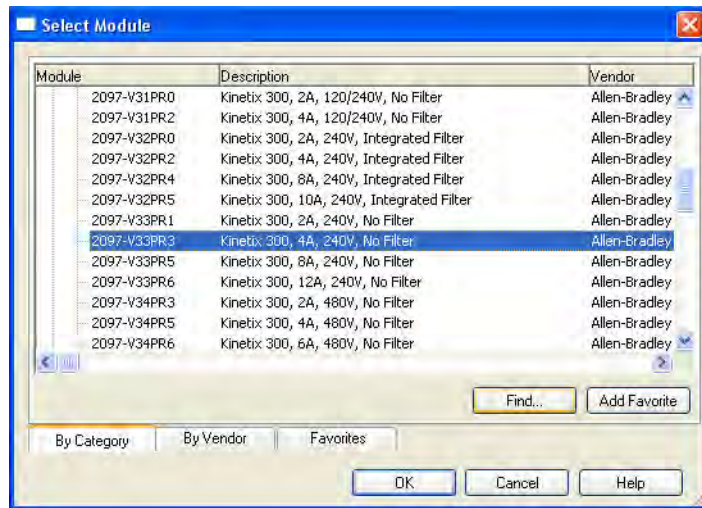 Select Module
Module Description Vendor
2097-V31PR0 Kinetix 300, 2A, 120/240V, No Filter Allen-Bradley
2097-V31PR2 Kinetix 300, 4A, 120/240V, No Filter Allen-Bradley
2097-V32PR0 Kinetix 300, 2A, 240V, Integrated Filter Allen-Bradley
2097-V32PR2 Kinetix 300, 4A, 240V, Integrated Filter Allen-Bradley
2097-V32PR4 Kinetix 300, 8A, 240V, Integrated Filter Allen-Bradley
2097-V32PR5 Kinetix 300, 10A, 240V, Integrated Filter Allen-Bradley
2097-V33PR1 Kinetix 300, 2A, 240V, No Filter Allen-Bradley
2097-V33PR3 Kinetix 300, 4A, 240V, No Filter Allen-Bradley
2097-V33PR5 Kinetix 300, 8A, 240V, No Filter Allen-Bradley
2097-V33PR6 Kinetix 300, 12A, 240V, No Filter Allen-Bradley
2097-V34PR3 Kinetix 300, 2A, 480V, No Filter Allen-Bradley
2097-V34PR5 Kinetix 300, 4A, 480V, No Filter Allen-Bradley
2097-V34PR6 Kinetix 300, 6A, 480V, No Filter Allen-Bradley
Find... Add Favorite
By Category By Vendor Favorites
OK Cancel Help